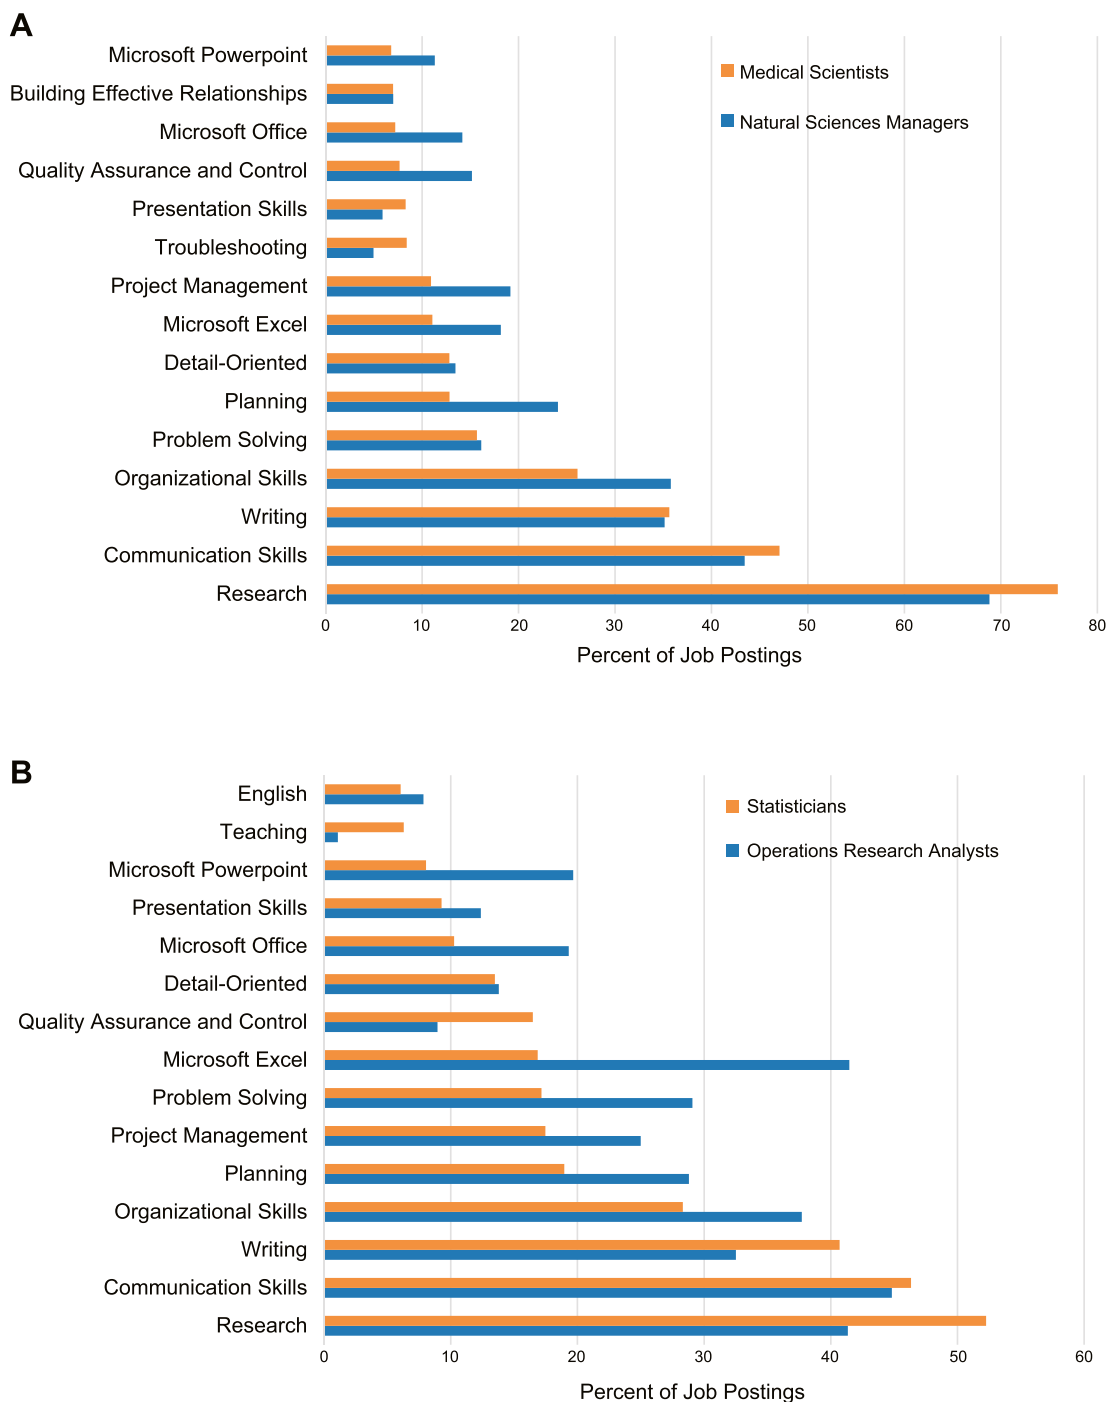 A
Microsoft Powerpoint
Building Effective Relationships
Microsoft Office
Quality Assurance and Control
Presentation Skills
Troubleshooting
Project Management
Microsoft Excel
Detail-Oriented
Planning
Problem Solving
Organizational Skills
Writing
Communication Skills
Research
Medical Scientists
Natural Sciences Managers
0 10 20 30 40 50 60 70 80
Percent of Job Postings
B
English
Teaching
Microsoft Powerpoint
Presentation Skills
Microsoft Office
Detail-Oriented
Quality Assurance and Control
Microsoft Excel
Problem Solving
Project Management
Planning
Organizational Skills
Writing
Communication Skills
Research
Statisticians
Operations Research Analysts
0 10 20 30 40 50 60
Percent of Job Postings